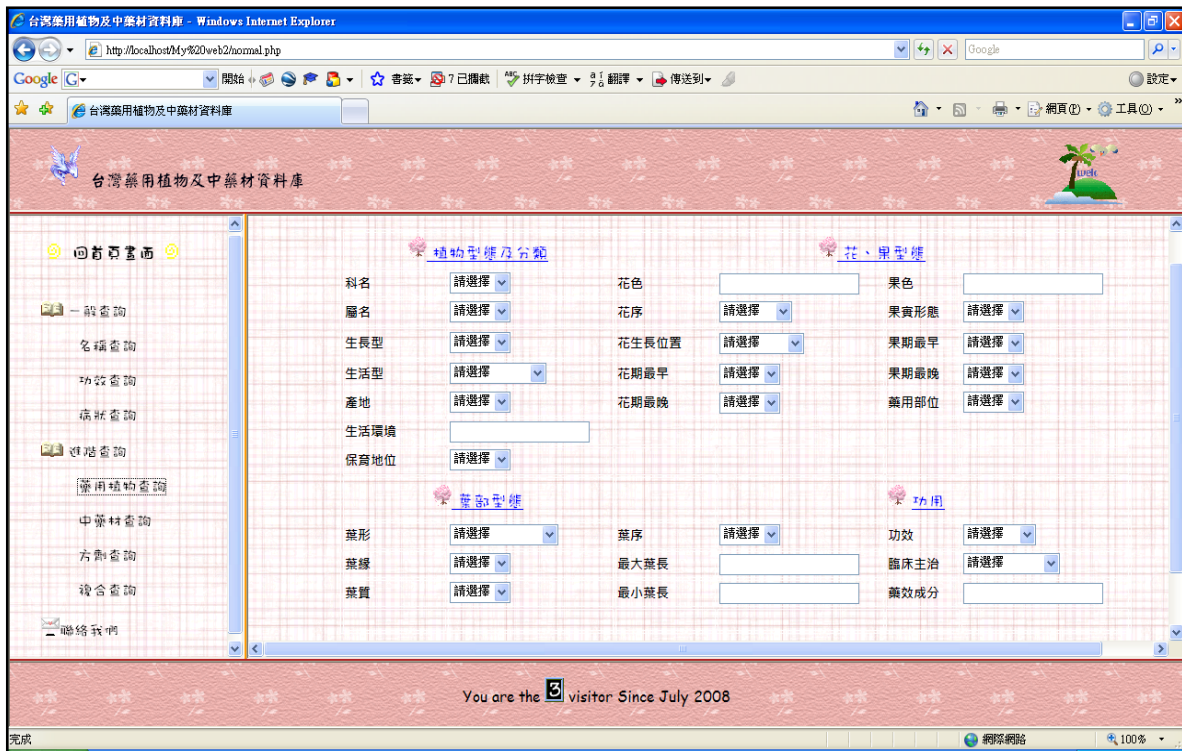 台灣藥用植物及中藥材資料庫 - Windows Internet Explorer
http://localhost/My%20web2/normal.php
Google
Google G 開始 書籤 7 已攔截 ABC 拼字檢查 翻譯 傳送到 設定
台灣藥用植物及中藥材資料庫 網頁(P) 工具(O) »
台灣藥用植物及中藥材資料庫
welc
回首頁畫面
一般查詢
名稱查詢
功效查詢
病狀查詢
進階查詢
藥用植物查詢
中藥材查詢
方劑查詢
複合查詢
聯絡我們
植物型態及分類 花、果型態
科名 請選擇 花色 果色
屬名 請選擇 花序 請選擇 果實形態 請選擇
生長型 請選擇 花生長位置 請選擇 果期最早 請選擇
生活型 請選擇 花期最早 請選擇 果期最晚 請選擇
產地 請選擇 花期最晚 請選擇 藥用部位 請選擇
生活環境
保育地位 請選擇
葉部型態 功用
葉形 請選擇 葉序 請選擇 功效 請選擇
葉緣 請選擇 最大葉長 臨床主治 請選擇
葉質 請選擇 最小葉長 藥效成分
You are the 3 visitor Since July 2008
完成 網際網路 100%